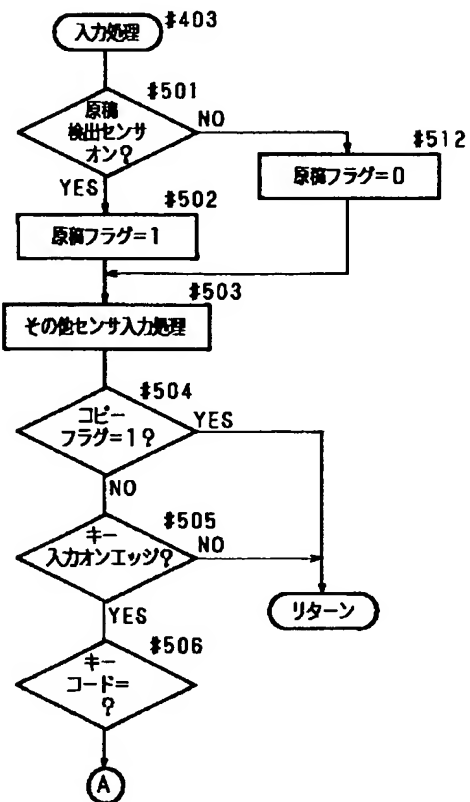 入力処理
#403
#501
原稿
検出センサ
オン?
NO
YES
#512
原稿フラグ=0
#502
原稿フラグ=1
#503
その他センサ入力処理
#504
コピー
フラグ=1?
YES
NO
#505
キー
入力オンエッジ?
NO
YES
リターン
#506
キー
コード=
?
A